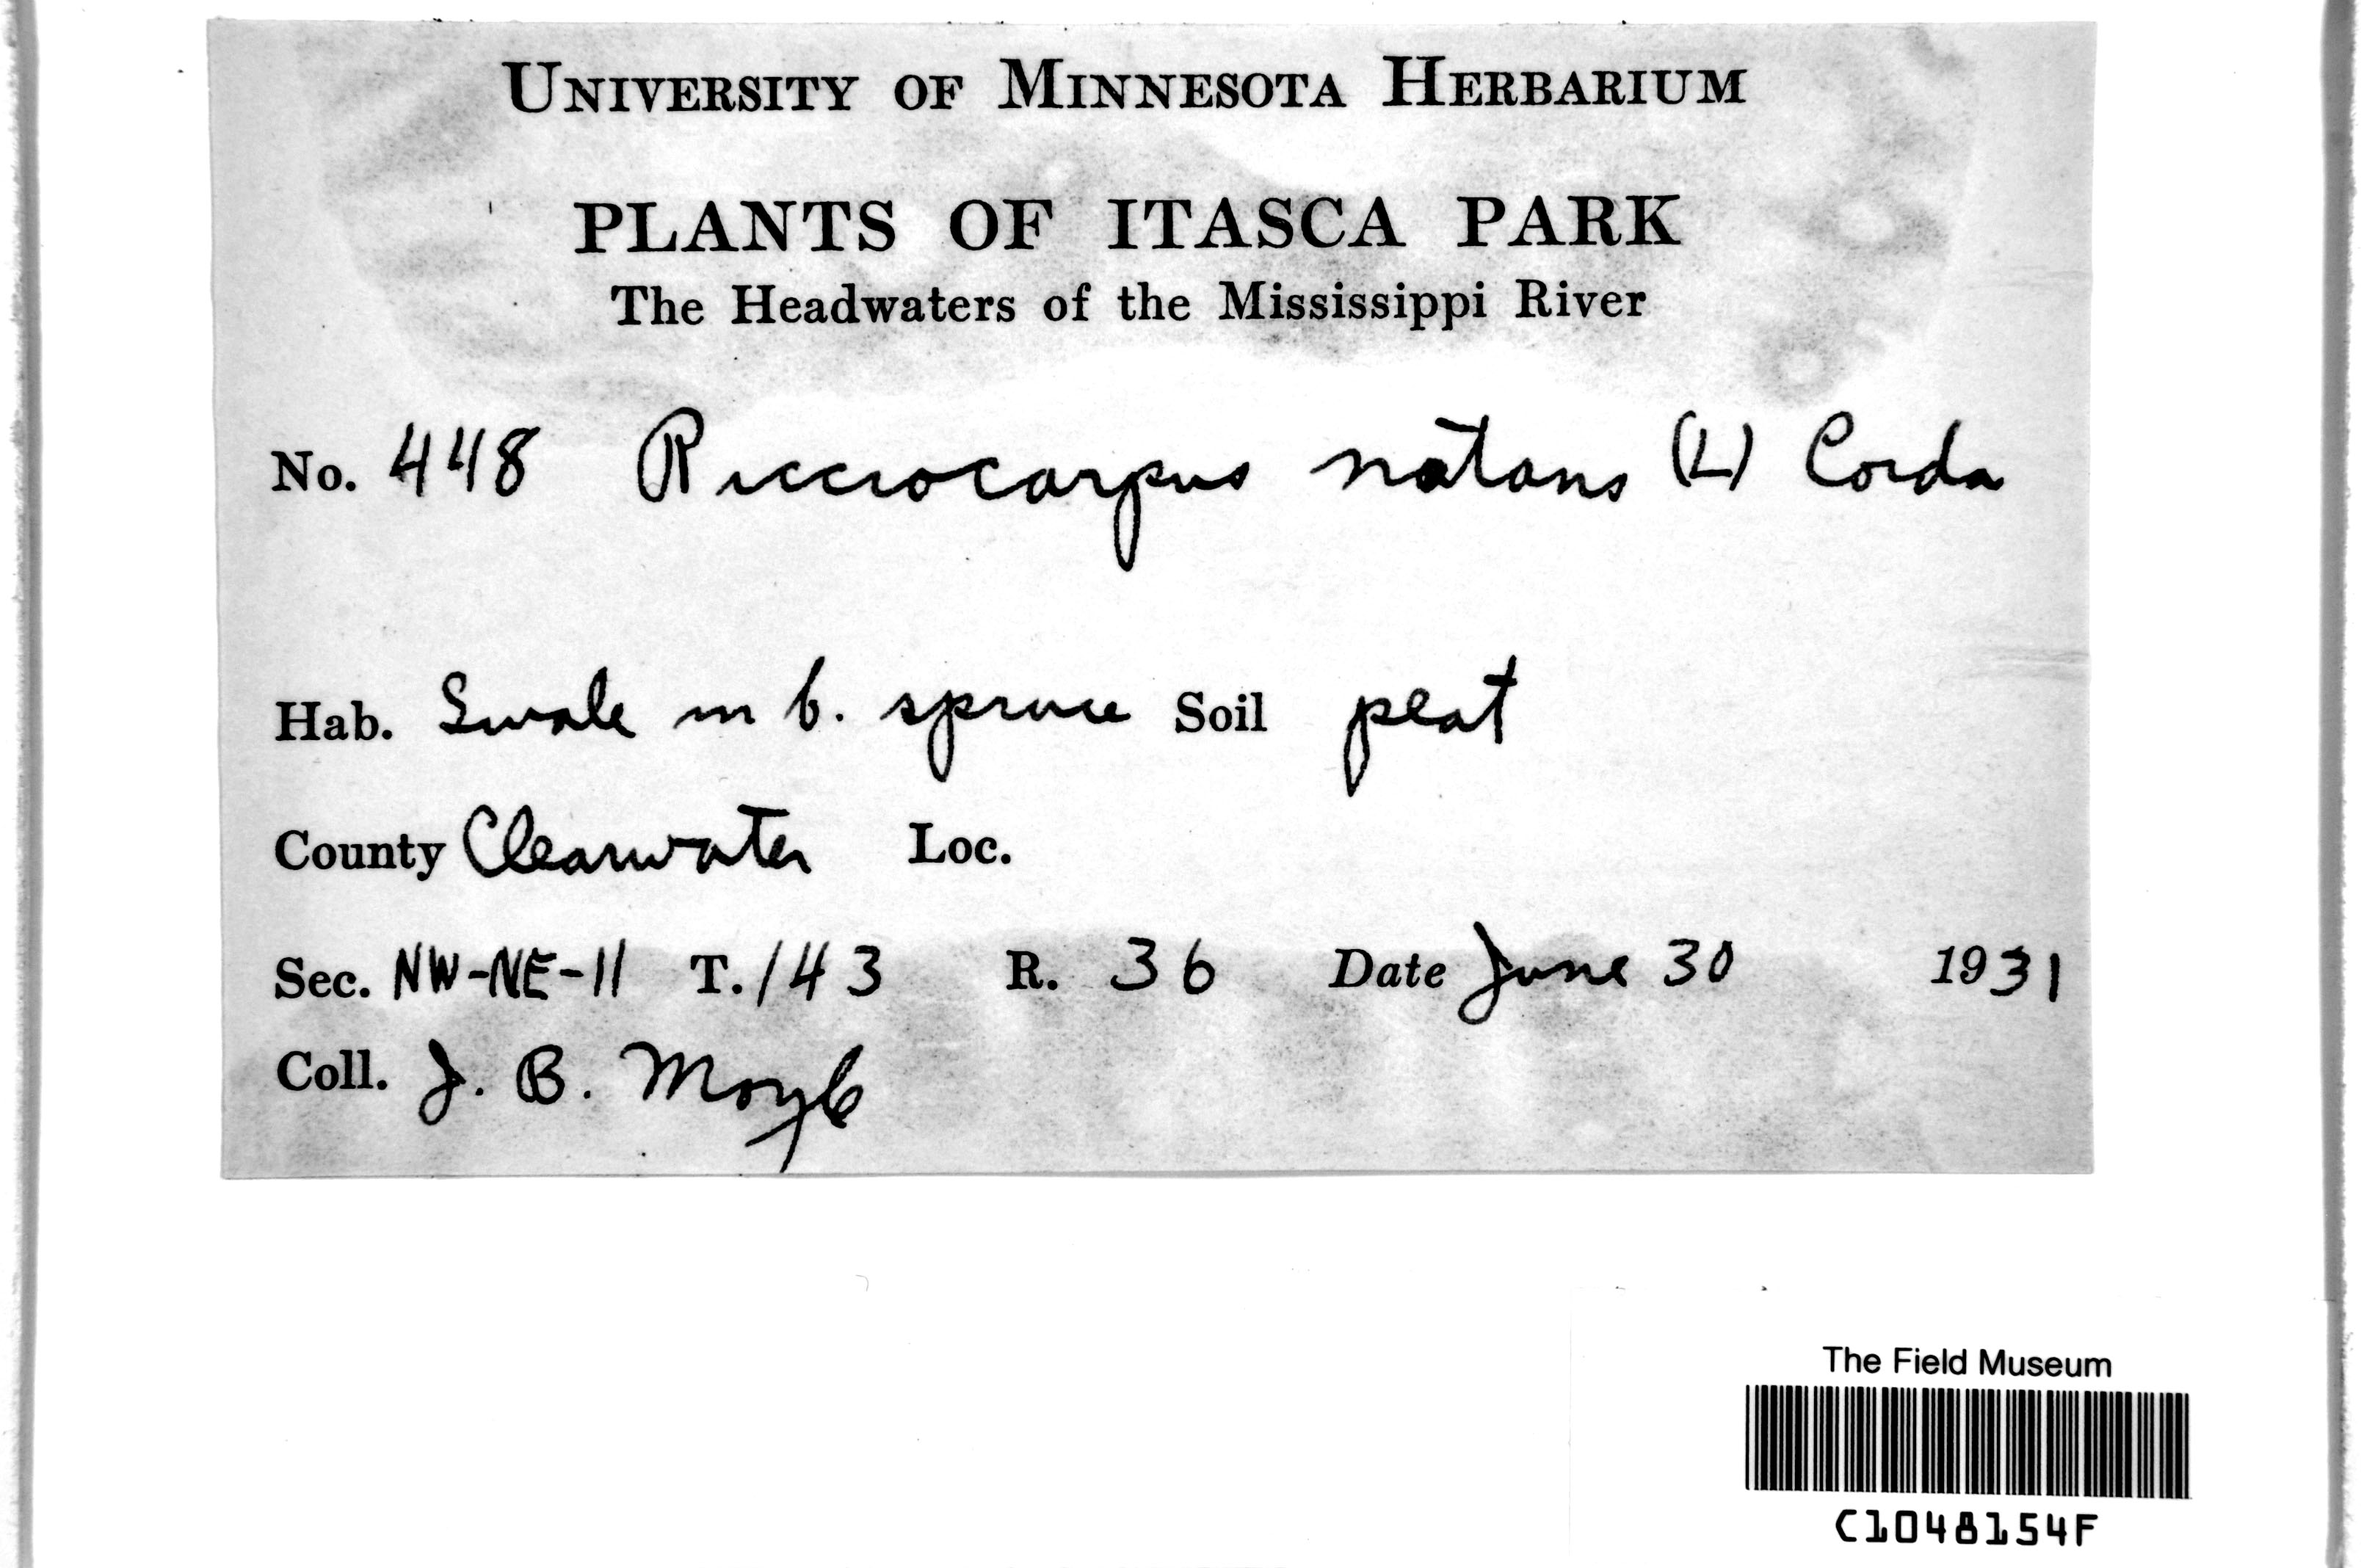 UNIVERSITY OF MINNESOTA HERBARIUM
PLANTS OF ITASCA PARK
The Headwaters of the Mississippi River
No. 448 Ricciocarpus natans (L) Corda
Hab. Swale in b. spruce Soil peat
County Clearwater Loc.
Sec. NW-NE-11 T. 143 R. 36 Date June 30 1931
Coll. J. B. Moyle
The Field Museum
C1048154F